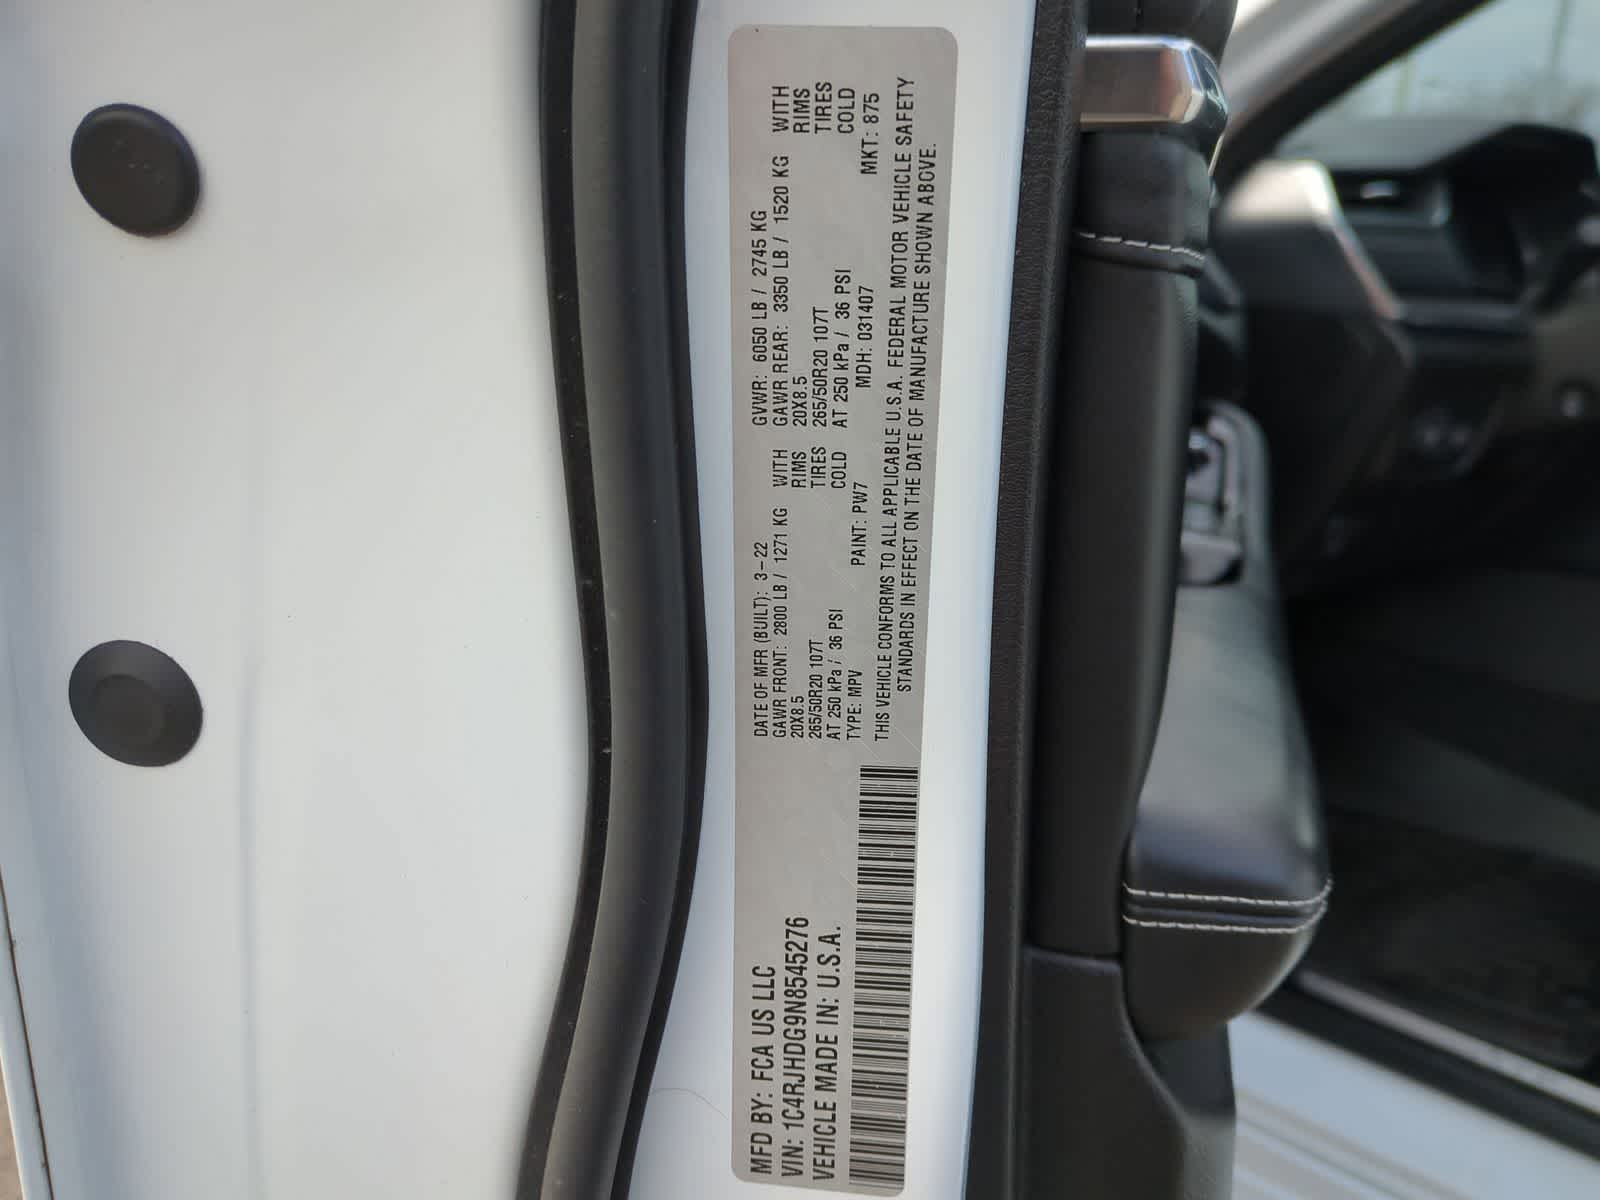 MFD BY: FCA US LLC
VIN: 1C4RJHDG9N8545276
VEHICLE MADE IN: U.S.A.
DATE OF MFR (BUILT): 3-22 GVWR: 6050 LB / 2745 KG
GAWR FRONT: 2800 LB / 1271 KG WITH GAWR REAR: 3350 LB / 1520 KG WITH
20X8.5 RIMS 20X8.5 RIMS
265/50R20 107T TIRES 265/50R20 107T TIRES
AT 250 kPa / 36 PSI COLD AT 250 kPa / 36 PSI COLD
TYPE: MPV PAINT: PW7 MDH: 031407 MKT: 875
THIS VEHICLE CONFORMS TO ALL APPLICABLE U.S.A. FEDERAL MOTOR VEHICLE SAFETY
STANDARDS IN EFFECT ON THE DATE OF MANUFACTURE SHOWN ABOVE.